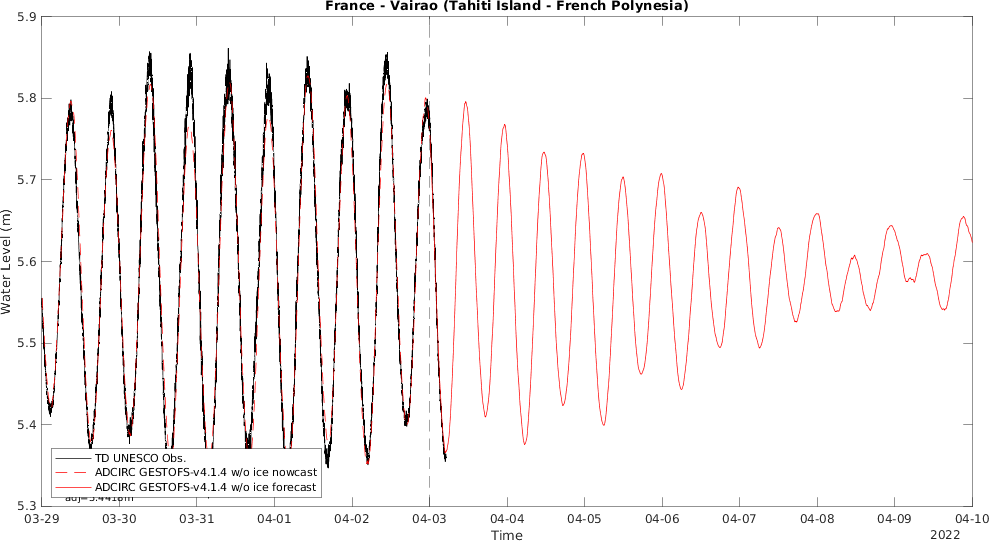 France - Vairao (Tahiti Island - French Polynesia)
5.9
5.8
5.7
5.6
5.5
5.4
5.3
Water Level (m)
TD UNESCO Obs.
ADCIRC GESTOFS-v4.1.4 w/o ice nowcast
ADCIRC GESTOFS-v4.1.4 w/o ice forecast
03-29 03-30 03-31 04-01 04-02 04-03 04-04 04-05 04-06 04-07 04-08 04-09 04-10
Time
2022